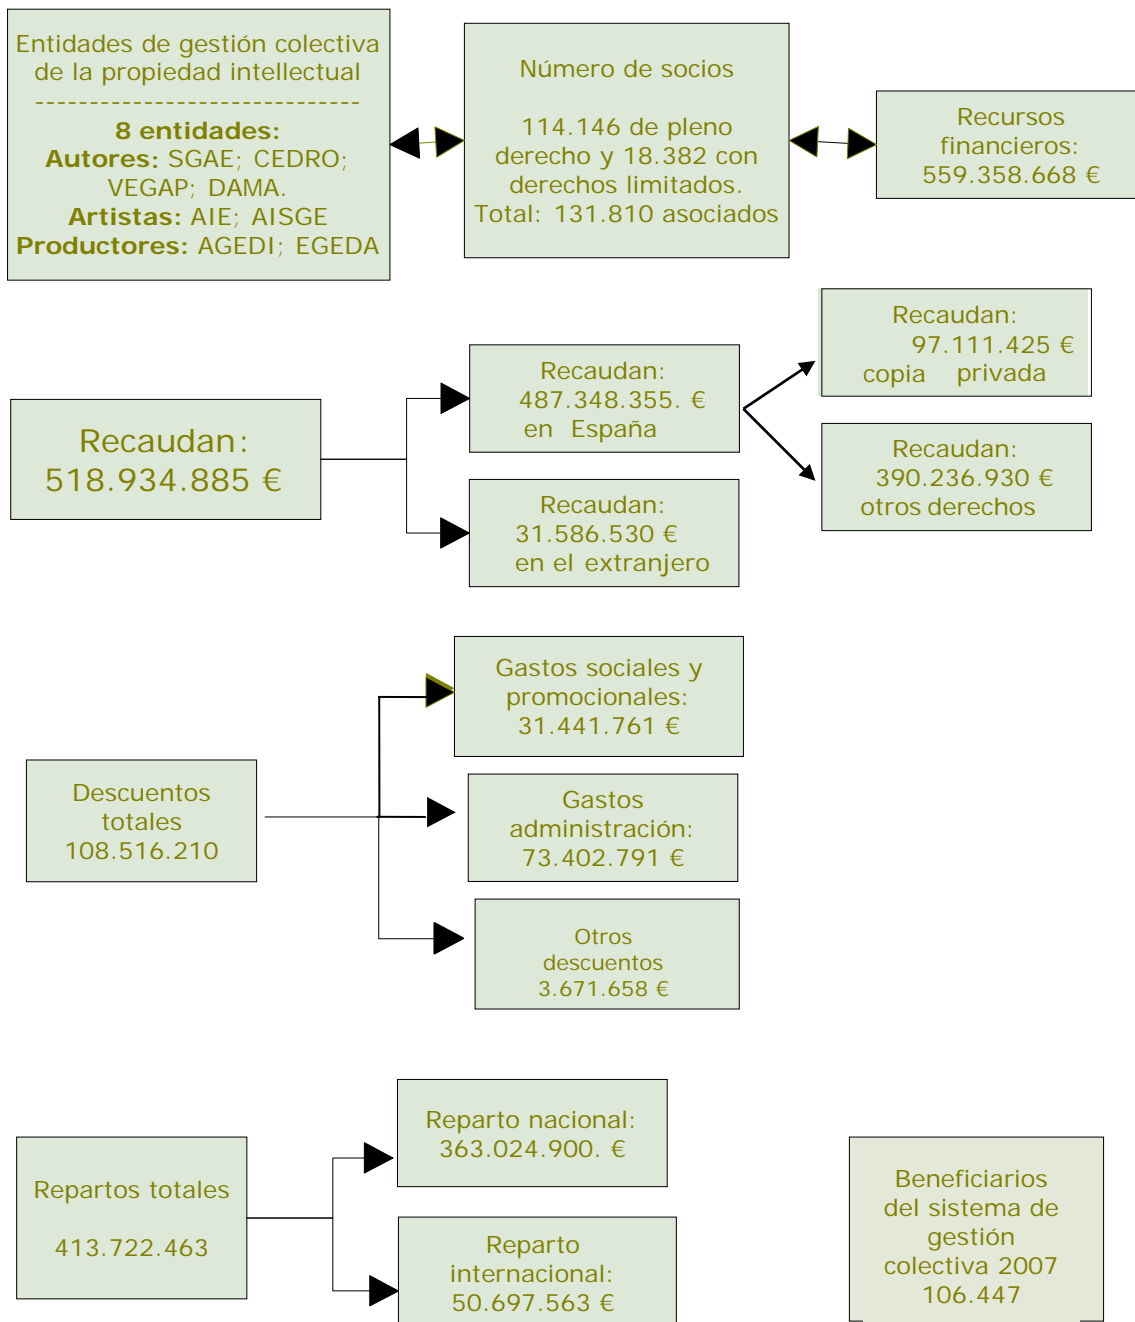 Entidades de gestión colectiva
de la propiedad intellectual
------------------------------
8 entidades:
Autores: SGAE; CEDRO;
VEGAP; DAMA.
Artistas: AIE; AISGE
Productores: AGEDI; EGEDA
Número de socios
114.146 de pleno
derecho y 18.382 con
derechos limitados.
Total: 131.810 asociados
Recursos
financieros:
559.358.668 €
Recaudan:
518.934.885 €
Recaudan:
487.348.355. €
en España
Recaudan:
31.586.530 €
en el extranjero
Recaudan:
97.111.425 €
copia privada
Recaudan:
390.236.930 €
otros derechos
Descuentos
totales
108.516.210
Gastos sociales y
promocionales:
31.441.761 €
Gastos
administración:
73.402.791 €
Otros
descuentos
3.671.658 €
Repartos totales
413.722.463
Reparto nacional:
363.024.900. €
Reparto
internacional:
50.697.563 €
Beneficiarios
del sistema de
gestión
colectiva 2007
106.447